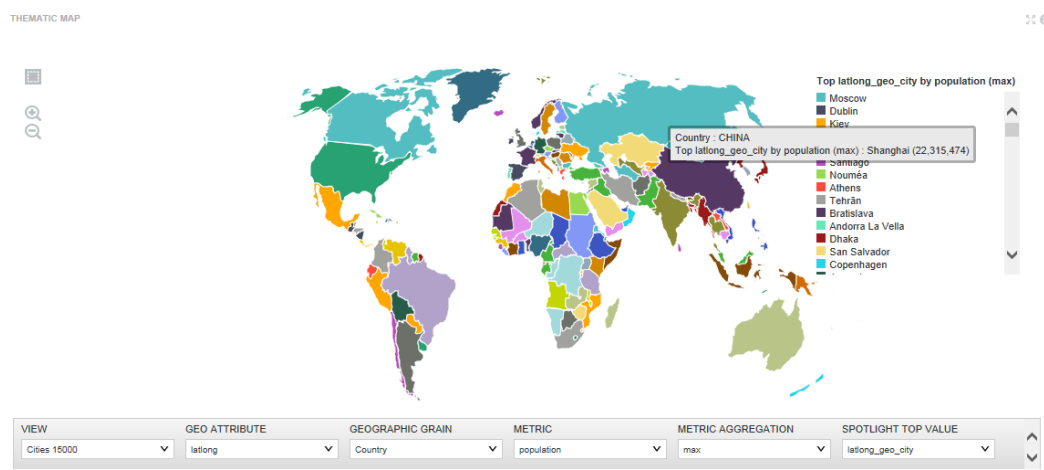 THEMATIC MAP
Top latlong_geo_city by population (max)
Moscow
Dublin
Kiev
Country : CHINA
Top latlong_geo_city by population (max) : Shanghai (22,315,474)
Santiago
Nouméa
Athens
Tehrān
Bratislava
Andorra La Vella
Dhaka
San Salvador
Copenhagen
VIEW GEO ATTRIBUTE GEOGRAPHIC GRAIN METRIC METRIC AGGREGATION SPOTLIGHT TOP VALUE
Cities 15000 latlong Country population max latlong_geo_city